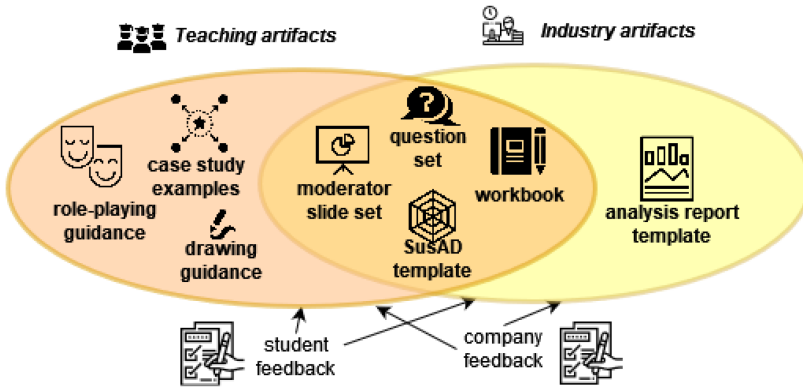 Teaching artifacts
Industry artifacts
role-playing
guidance
case study
examples
drawing
guidance
moderator
slide set
question
set
workbook
SusAD
template
analysis report
template
student
feedback
company
feedback